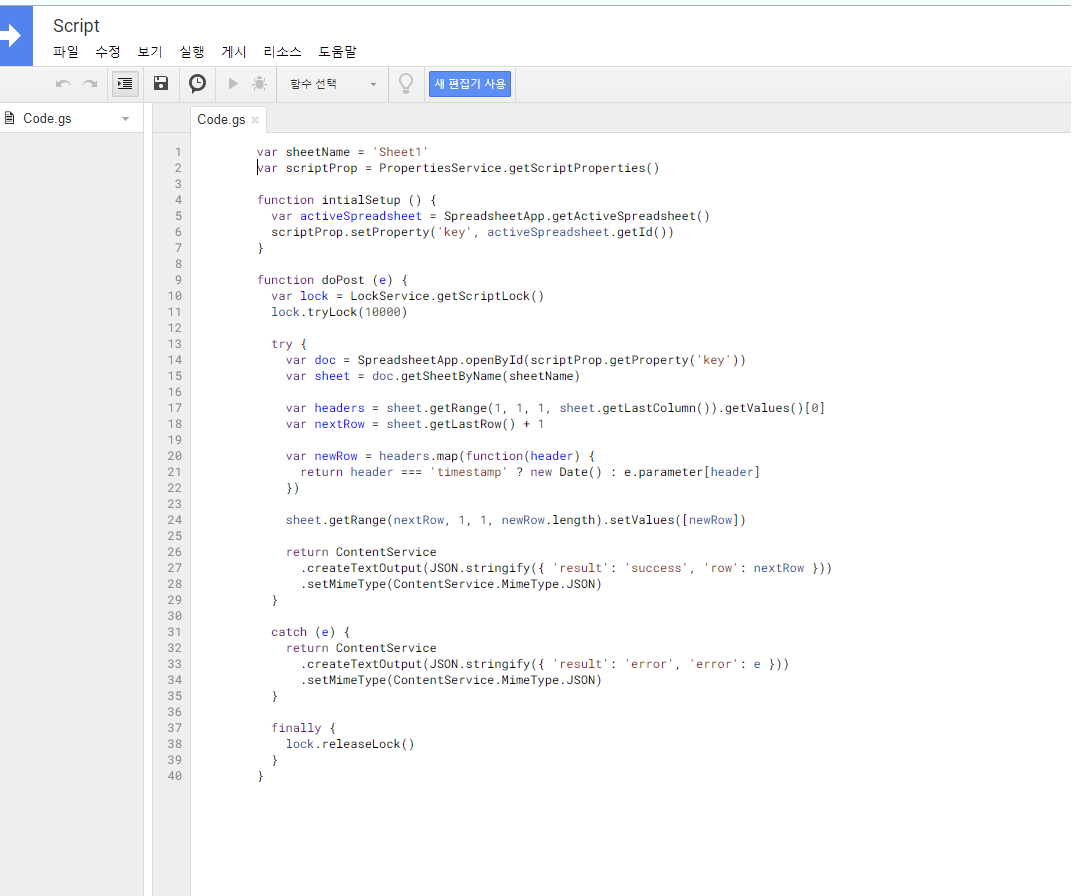 Script
파일 수정 보기 실행 게시 리소스 도움말
함수 선택 새 편집기 사용
Code.gs
Code.gs ×
1 var sheetName = 'Sheet1'
2 var scriptProp = PropertiesService.getScriptProperties()
3
4 function intialSetup () {
5 var activeSpreadsheet = SpreadsheetApp.getActiveSpreadsheet()
6 scriptProp.setProperty('key', activeSpreadsheet.getId())
7 }
8
9 function doPost (e) {
10 var lock = LockService.getScriptLock()
11 lock.tryLock(10000)
12
13 try {
14 var doc = SpreadsheetApp.openById(scriptProp.getProperty('key'))
15 var sheet = doc.getSheetByName(sheetName)
16
17 var headers = sheet.getRange(1, 1, 1, sheet.getLastColumn()).getValues()[0]
18 var nextRow = sheet.getLastRow() + 1
19
20 var newRow = headers.map(function(header) {
21 return header === 'timestamp' ? new Date() : e.parameter[header]
22 })
23
24 sheet.getRange(nextRow, 1, 1, newRow.length).setValues([newRow])
25
26 return ContentService
27 .createTextOutput(JSON.stringify({ 'result': 'success', 'row': nextRow }))
28 .setMimeType(ContentService.MimeType.JSON)
29 }
30
31 catch (e) {
32 return ContentService
33 .createTextOutput(JSON.stringify({ 'result': 'error', 'error': e }))
34 .setMimeType(ContentService.MimeType.JSON)
35 }
36
37 finally {
38 lock.releaseLock()
39 }
40 }